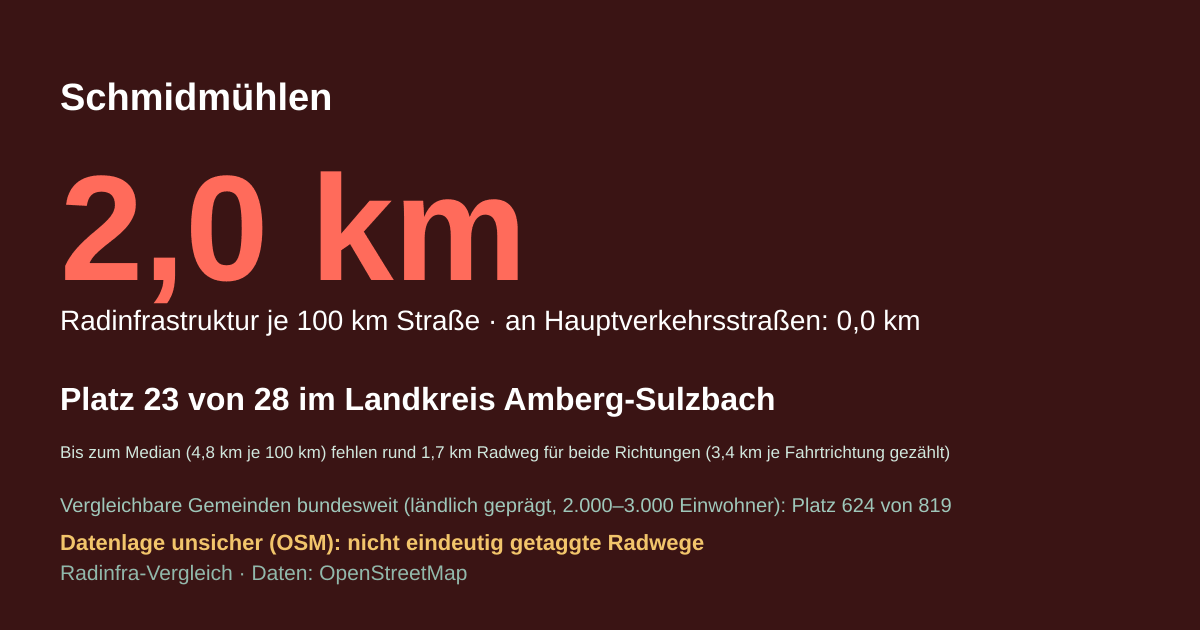 Schmidmühlen
2,0 km
Radinfrastruktur je 100 km Straße · an Hauptverkehrsstraßen: 0,0 km
Platz 23 von 28 im Landkreis Amberg-Sulzbach
Bis zum Median (4,8 km je 100 km) fehlen rund 1,7 km Radweg für beide Richtungen (3,4 km je Fahrtrichtung gezählt)
Vergleichbare Gemeinden bundesweit (ländlich geprägt, 2.000–3.000 Einwohner): Platz 624 von 819
Datenlage unsicher (OSM): nicht eindeutig getaggte Radwege
Radinfra-Vergleich · Daten: OpenStreetMap